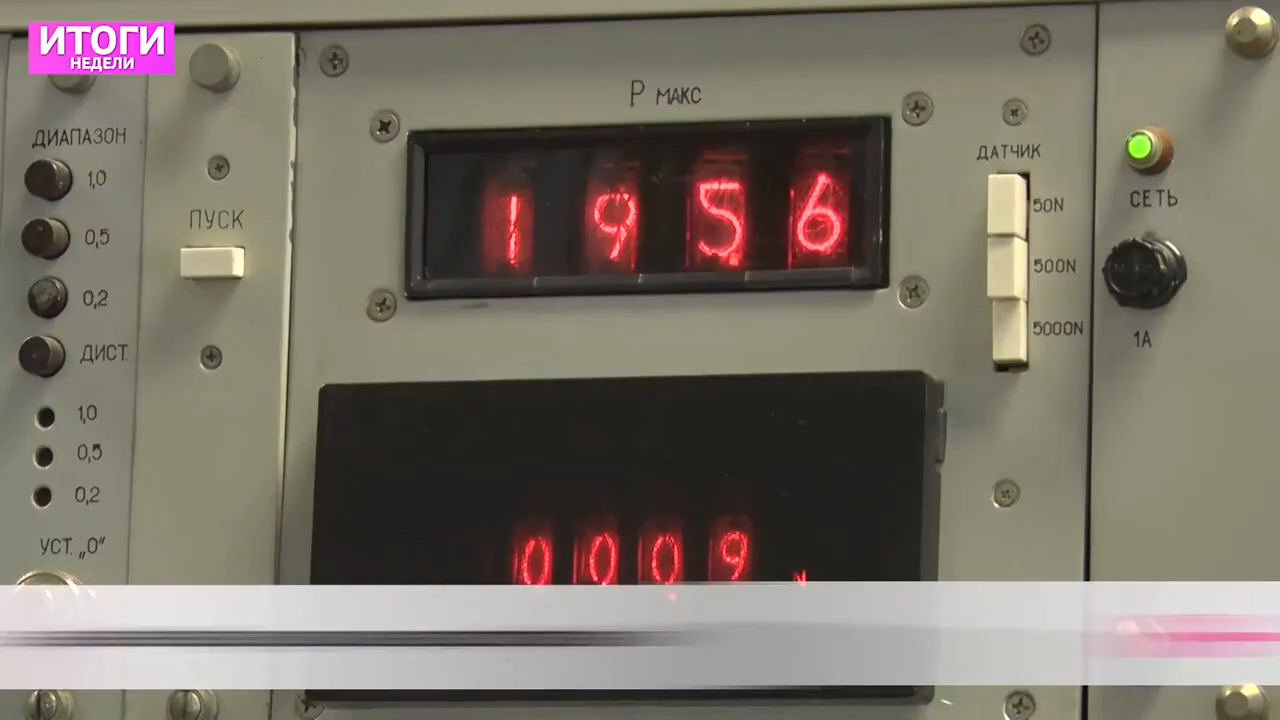 ИТОГИ
НЕДЕЛИ
ДИАПАЗОН
1,0
0,5
0,2
ДИСТ.
1,0
0,5
0,2
УСТ. „0“
ПУСК
P МАКС
1956
0009
ДАТЧИК
50N
500N
5000N
СЕТЬ
1А